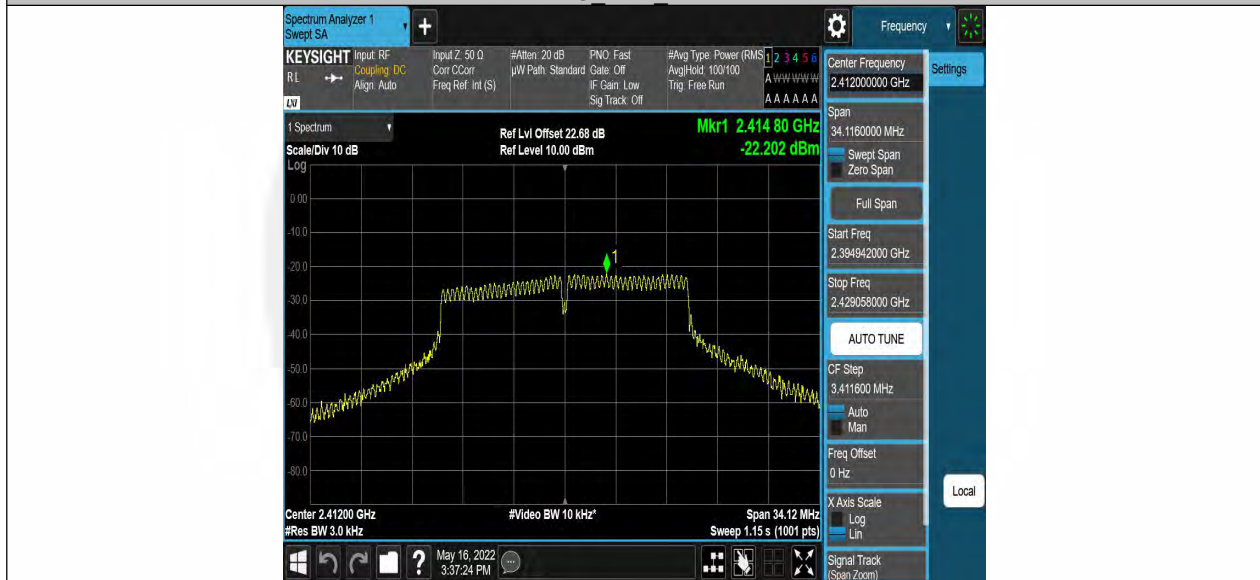 Spectrum Analyzer 1
Swept SA
+
Frequency
KEYSIGHT
RL
LXI
Input: RF
Coupling: DC
Align: Auto
Input Z: 50 Ω
Corr CCorr
Freq Ref: Int (S)
#Atten: 20 dB
µW Path: Standard
PNO: Fast
Gate: Off
IF Gain: Low
Sig Track: Off
#Avg Type: Power (RMS
Avg|Hold: 100/100
Trig: Free Run
1 2 3 4 5 6
A W W W W W
A A A A A A
1 Spectrum
Scale/Div 10 dB
Log
Ref Lvl Offset 22.68 dB
Ref Level 10.00 dBm
Mkr1 2.414 80 GHz
-22.202 dBm
0.00
-10.0
-20.0
-30.0
-40.0
-50.0
-60.0
-70.0
-80.0
1
Center 2.41200 GHz
#Res BW 3.0 kHz
#Video BW 10 kHz*
Span 34.12 MHz
Sweep 1.15 s (1001 pts)
?
May 16, 2022
3:37:24 PM
Center Frequency
2.412000000 GHz
Settings
Span
34.1160000 MHz
Swept Span
Zero Span
Full Span
Start Freq
2.394942000 GHz
Stop Freq
2.429058000 GHz
AUTO TUNE
CF Step
3.411600 MHz
Auto
Man
Freq Offset
0 Hz
X Axis Scale
Log
Lin
Local
Signal Track
(Span Zoom)